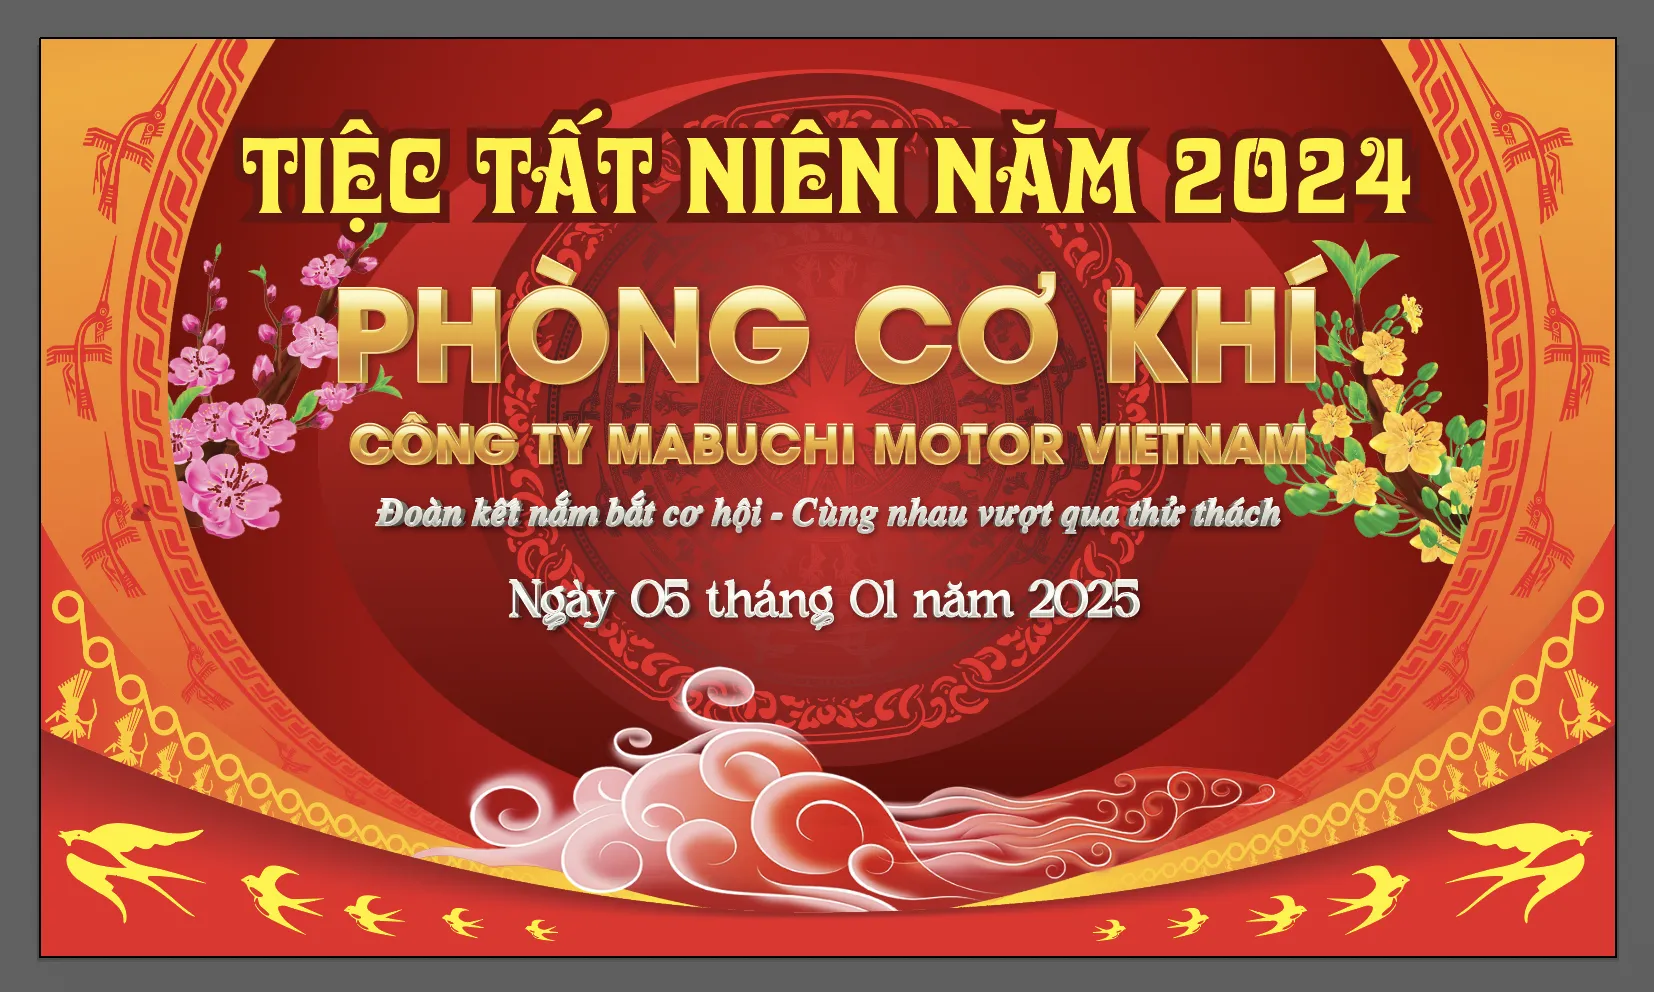 TIỆC TẤT NIÊN NĂM 2024
PHÒNG CƠ KHÍ
CÔNG TY MABUCHI MOTOR VIETNAM
Đoàn kết nắm bắt cơ hội - Cùng nhau vượt qua thử thách
Ngày 05 tháng 01 năm 2025